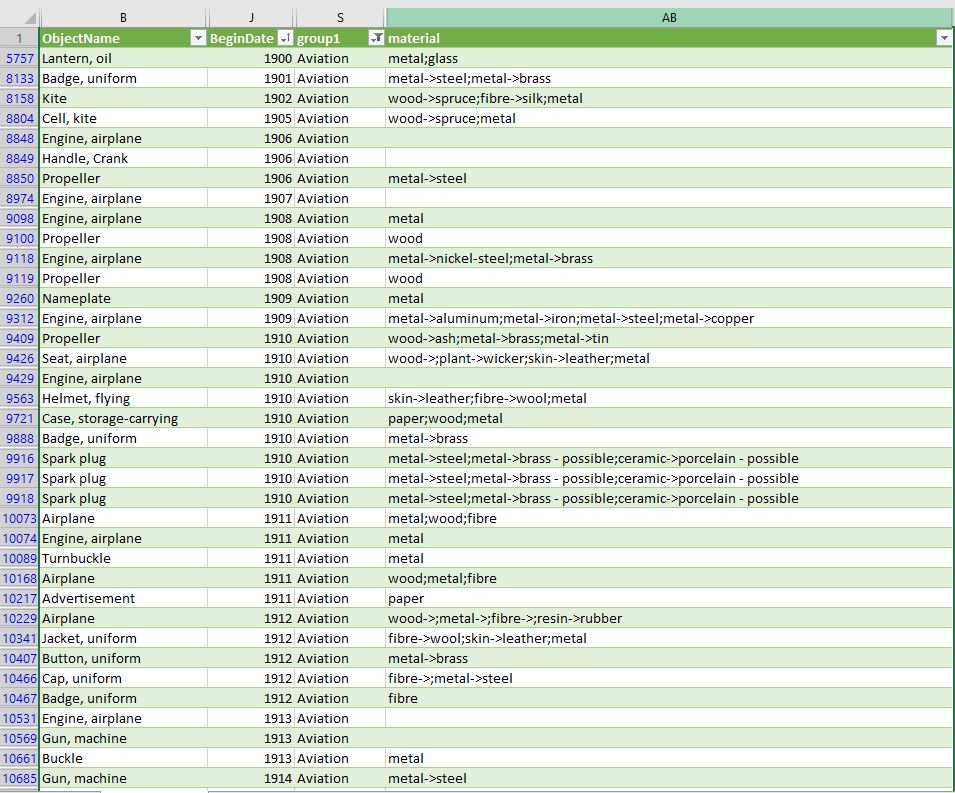 B J S AB
1 ObjectName BeginDate group1 material
5757 Lantern, oil 1900 Aviation metal;glass
8133 Badge, uniform 1901 Aviation metal->steel;metal->brass
8158 Kite 1902 Aviation wood->spruce;fibre->silk;metal
8804 Cell, kite 1905 Aviation wood->spruce;metal
8848 Engine, airplane 1906 Aviation
8849 Handle, Crank 1906 Aviation
8850 Propeller 1906 Aviation metal->steel
8974 Engine, airplane 1907 Aviation
9098 Engine, airplane 1908 Aviation metal
9100 Propeller 1908 Aviation wood
9118 Engine, airplane 1908 Aviation metal->nickel-steel;metal->brass
9119 Propeller 1908 Aviation wood
9260 Nameplate 1909 Aviation metal
9312 Engine, airplane 1909 Aviation metal->aluminum;metal->iron;metal->steel;metal->copper
9409 Propeller 1910 Aviation wood->ash;metal->brass;metal->tin
9426 Seat, airplane 1910 Aviation wood->;plant->wicker;skin->leather;metal
9429 Engine, airplane 1910 Aviation
9563 Helmet, flying 1910 Aviation skin->leather;fibre->wool;metal
9721 Case, storage-carrying 1910 Aviation paper;wood;metal
9888 Badge, uniform 1910 Aviation metal->brass
9916 Spark plug 1910 Aviation metal->steel;metal->brass - possible;ceramic->porcelain - possible
9917 Spark plug 1910 Aviation metal->steel;metal->brass - possible;ceramic->porcelain - possible
9918 Spark plug 1910 Aviation metal->steel;metal->brass - possible;ceramic->porcelain - possible
10073 Airplane 1911 Aviation metal;wood;fibre
10074 Engine, airplane 1911 Aviation metal
10089 Turnbuckle 1911 Aviation metal
10168 Airplane 1911 Aviation wood;metal;fibre
10217 Advertisement 1911 Aviation paper
10229 Airplane 1912 Aviation wood->;metal->;fibre->;resin->rubber
10341 Jacket, uniform 1912 Aviation fibre->wool;skin->leather;metal
10407 Button, uniform 1912 Aviation metal->brass
10466 Cap, uniform 1912 Aviation fibre->;metal->steel
10467 Badge, uniform 1912 Aviation fibre
10531 Engine, airplane 1913 Aviation
10569 Gun, machine 1913 Aviation
10661 Buckle 1913 Aviation metal
10685 Gun, machine 1914 Aviation metal->steel